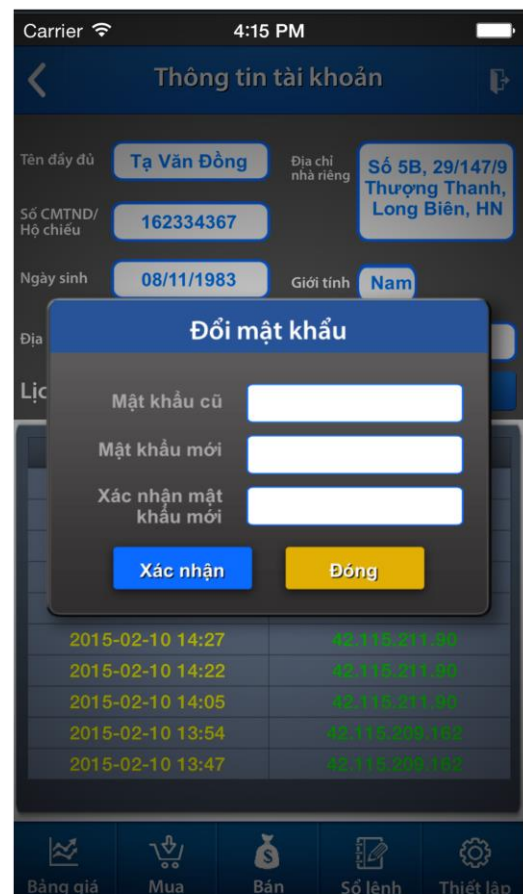 Carrier 4:15 PM
Thông tin tài khoản
Tên đầy đủ Tạ Văn Đồng
Địa chỉ
nhà riêng
Số 5B, 29/147/9
Thượng Thanh,
Long Biên, HN
Số CMTND/
Hộ chiếu
162334367
Ngày sinh 08/11/1983 Giới tính Nam
Địa
Đổi mật khẩu
Mật khẩu cũ
Mật khẩu mới
Xác nhận mật
khẩu mới
Xác nhận Đóng
2015-02-10 14:27 42.115.211.90
2015-02-10 14:22 42.115.211.90
2015-02-10 14:05 42.115.211.90
2015-02-10 13:54 42.115.209.162
2015-02-10 13:47 42.115.209.162
Bảng giá Mua Bán Sổ lệnh Thiết lập